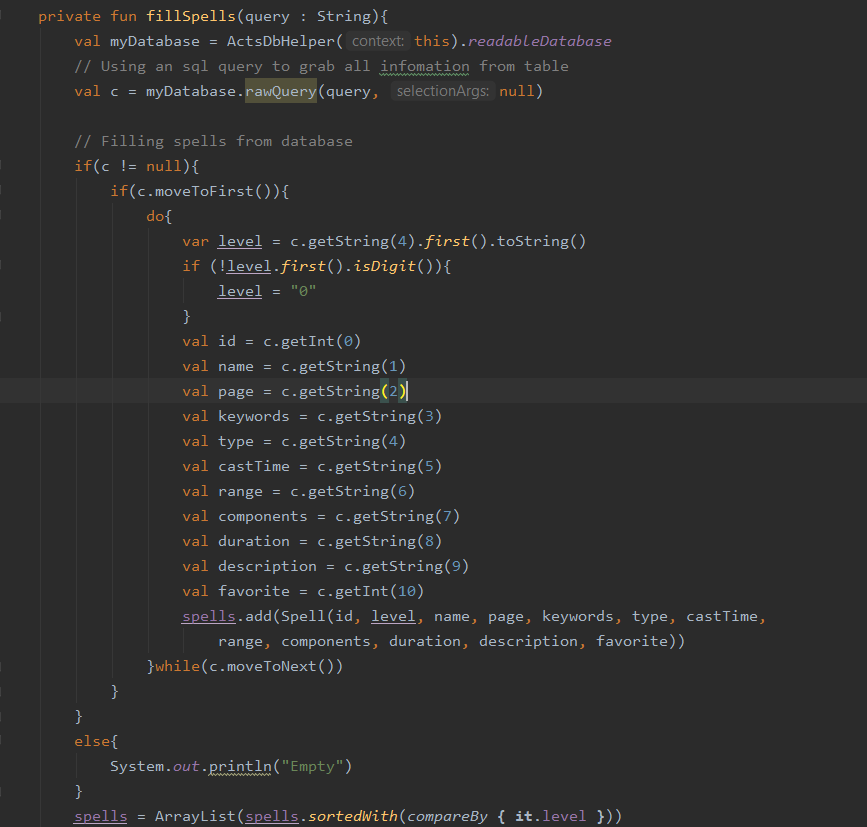 private fun fillSpells(query : String){
val myDatabase = ActsDbHelper( context: this).readableDatabase
// Using an sql query to grab all infomation from table
val c = myDatabase.rawQuery(query, selectionArgs: null)
// Filling spells from database
if(c != null){
if(c.moveToFirst()){
do{
var level = c.getString(4).first().toString()
if (!level.first().isDigit()){
level = "0"
}
val id = c.getInt(0)
val name = c.getString(1)
val page = c.getString(2)
val keywords = c.getString(3)
val type = c.getString(4)
val castTime = c.getString(5)
val range = c.getString(6)
val components = c.getString(7)
val duration = c.getString(8)
val description = c.getString(9)
val favorite = c.getInt(10)
spells.add(Spell(id, level, name, page, keywords, type, castTime,
range, components, duration, description, favorite))
}while(c.moveToNext())
}
}
else{
System.out.println("Empty")
}
spells = ArrayList(spells.sortedWith(compareBy { it.level }))